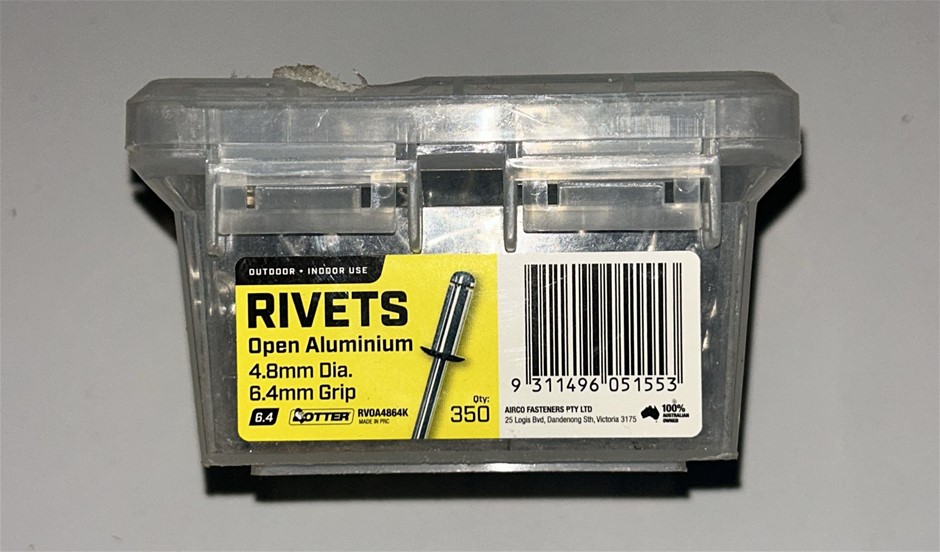 OUTDOOR + INDOOR USE
RIVETS
Open Aluminium
4.8mm Dia.
6.4mm Grip
6.4 OTTER RVOA4864K
MADE IN PRC
Qty:
350
9 311496 051553
AIRCO FASTENERS PTY LTD
25 Logis Bvd, Dandenong Sth, Victoria 3175
100%
AUSTRALIAN
OWNED